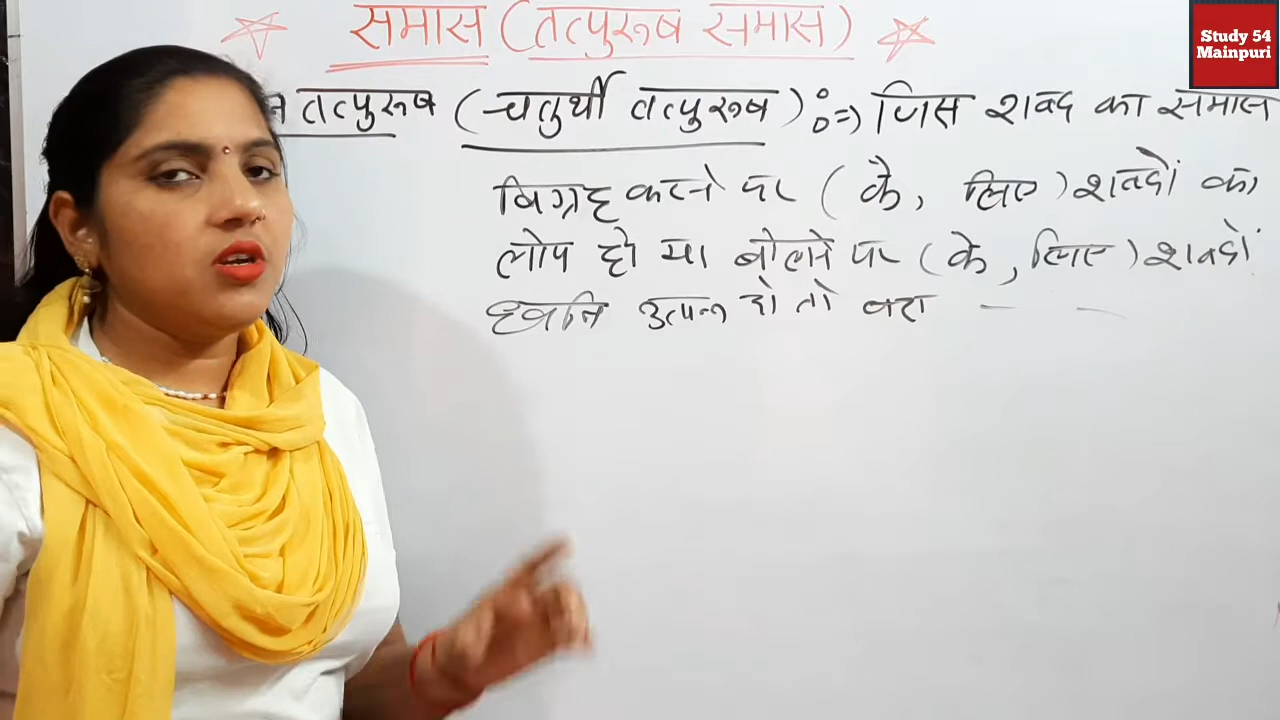 समास (तत्पुरूष समास)
Study 54
Mainpuri
तत्पुरूष (चतुर्थी तत्पुरूष) :=> जिस शब्द का समास
विग्रह करने पर (के, लिए) शब्दों का
लोप हो या बोलने पर (के, लिए) शब्दों
ध्वनि उत्पन्न हो तो वहा - -